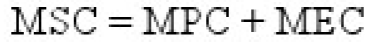 MSC = MPC + MEC